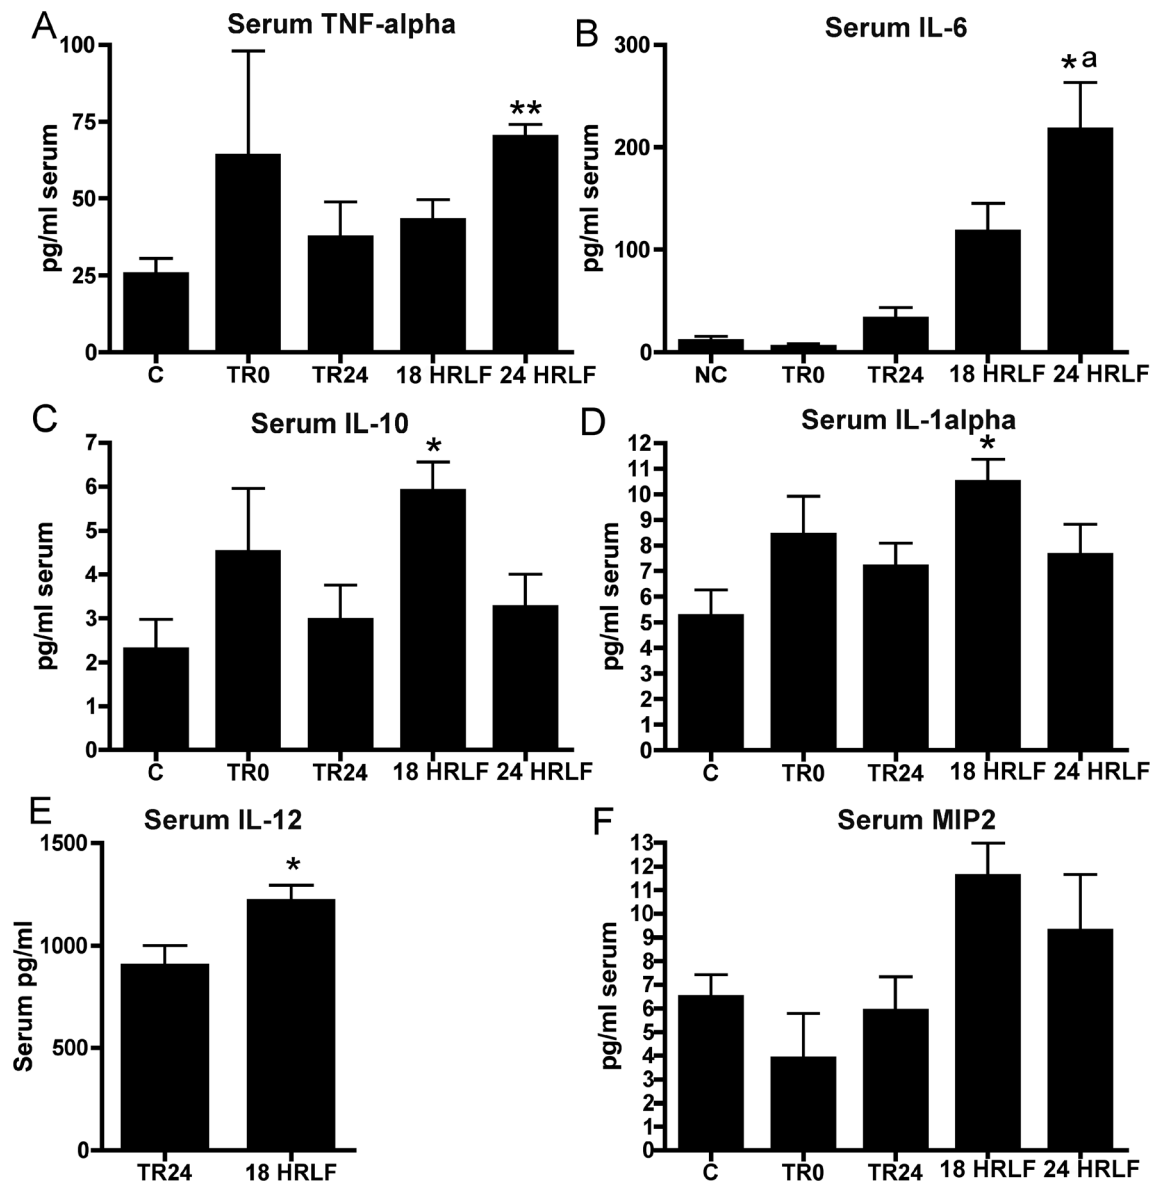 A
Serum TNF-alpha
pg/ml serum
100
75
50
25
0
**
C TR0 TR24 18 HRLF 24 HRLF
B
Serum IL-6
pg/ml serum
300
200
100
0
*a
NC TR0 TR24 18 HRLF 24 HRLF
C
Serum IL-10
pg/ml serum
7
6
5
4
3
2
1
0
*
C TR0 TR24 18 HRLF 24 HRLF
D
Serum IL-1alpha
pg/ml serum
12
11
10
9
8
7
6
5
4
3
2
1
0
*
C TR0 TR24 18 HRLF 24 HRLF
E
Serum IL-12
Serum pg/ml
1500
1000
500
0
*
TR24 18 HRLF
F
Serum MIP2
pg/ml serum
13
12
11
10
9
8
7
6
5
4
3
2
1
0
C TR0 TR24 18 HRLF 24 HRLF